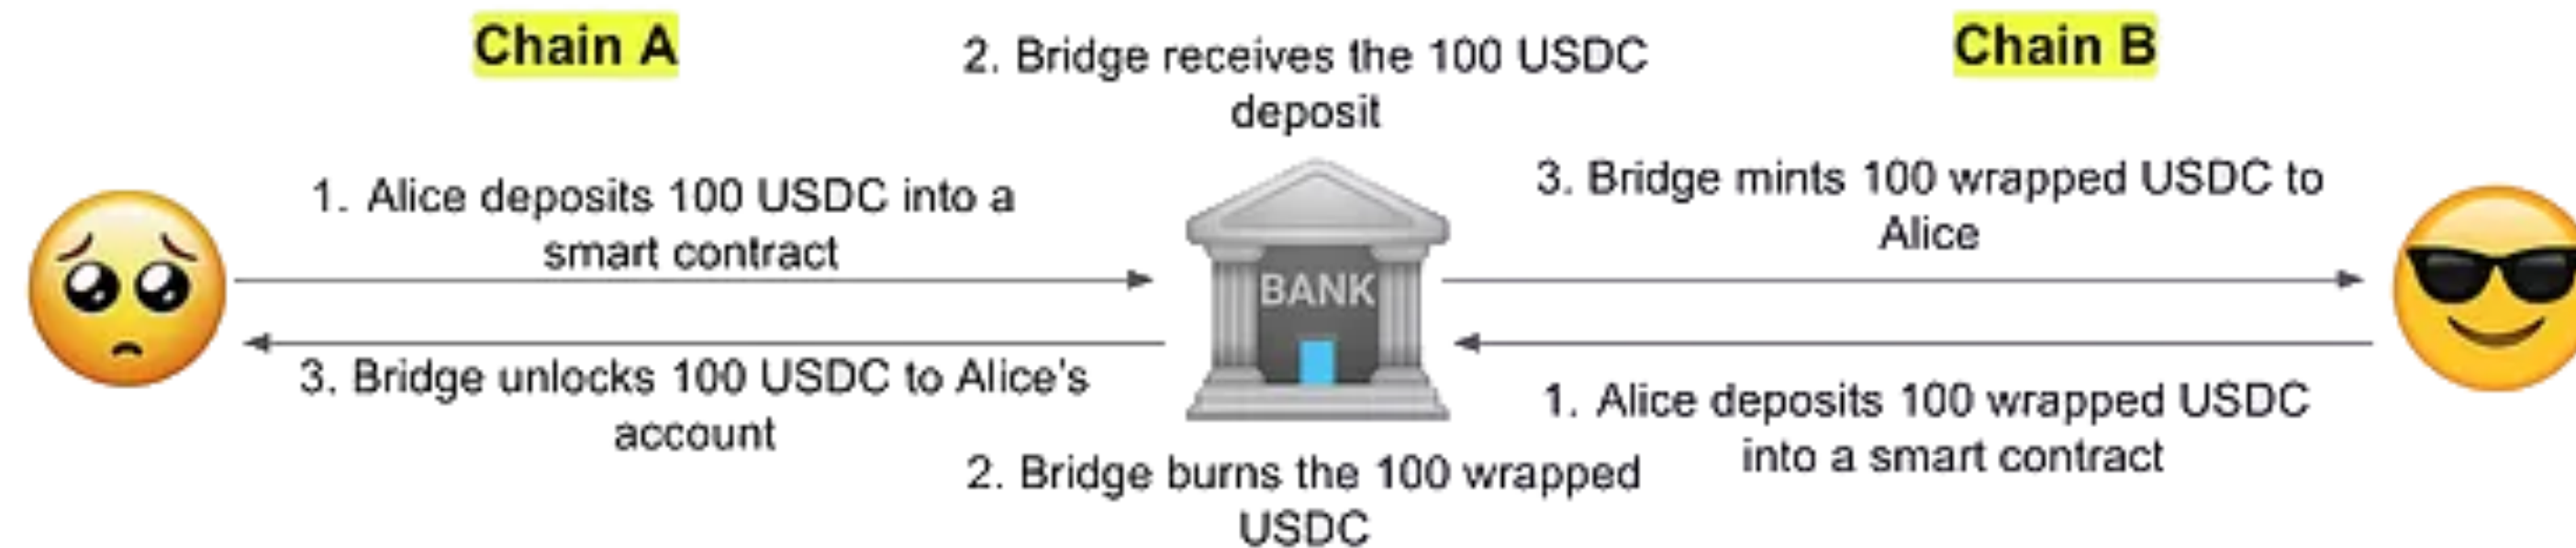 Chain A
2. Bridge receives the 100 USDC
deposit
Chain B
1. Alice deposits 100 USDC into a
smart contract
3. Bridge mints 100 wrapped USDC to
Alice
BANK
3. Bridge unlocks 100 USDC to Alice's
account
1. Alice deposits 100 wrapped USDC
into a smart contract
2. Bridge burns the 100 wrapped
USDC